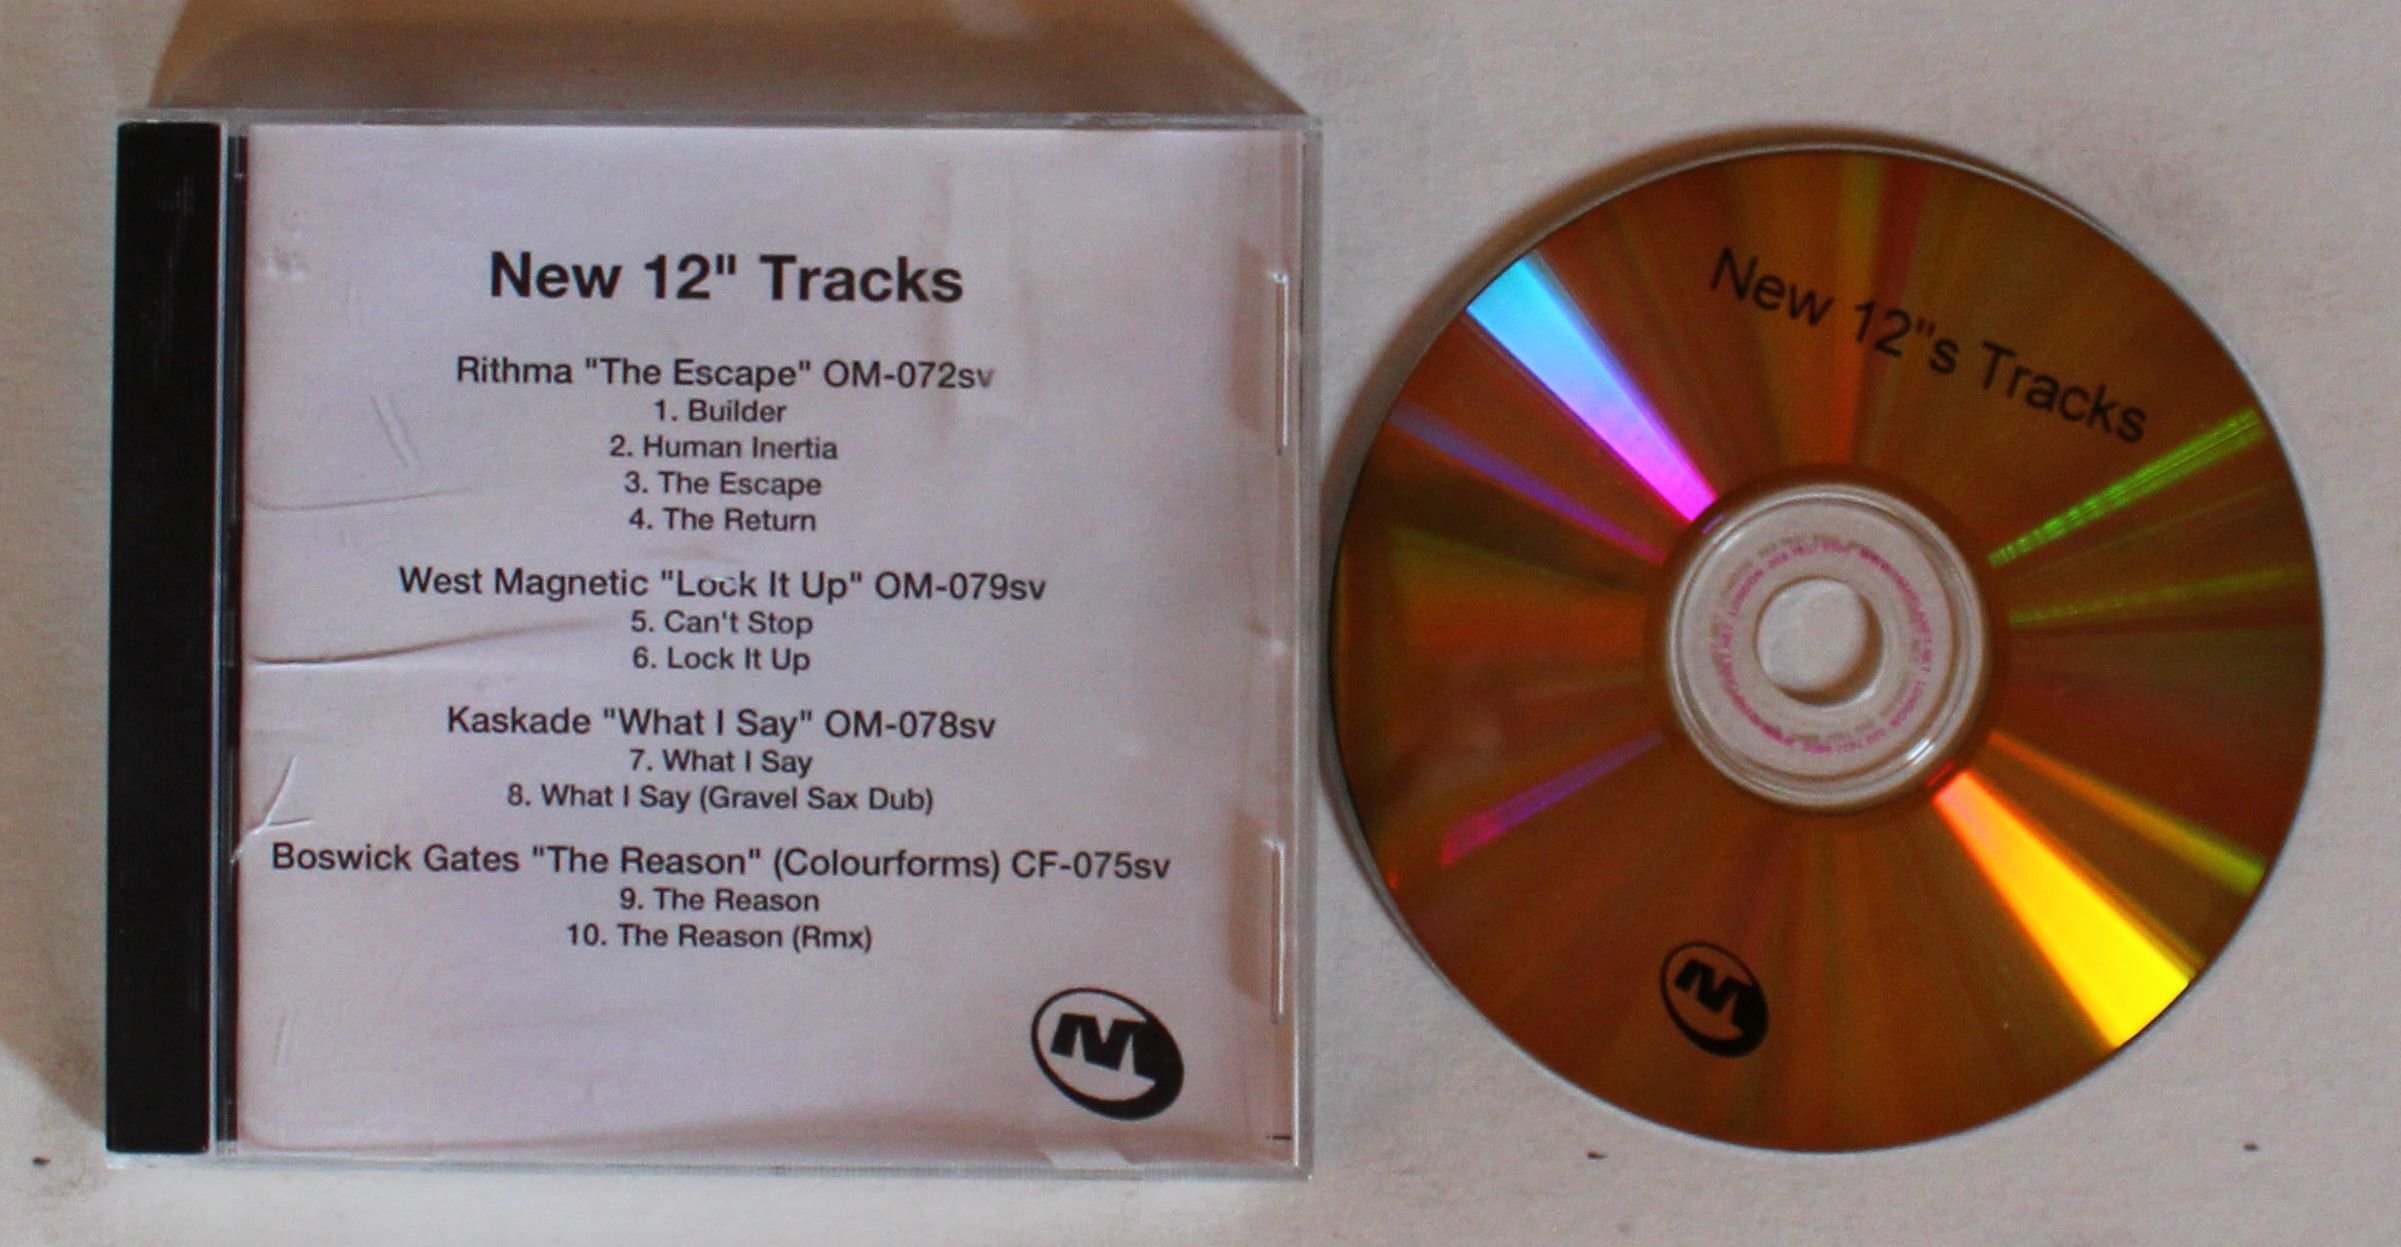 New 12" Tracks
Rithma "The Escape" OM-072sv
1. Builder
2. Human Inertia
3. The Escape
4. The Return
West Magnetic "Lock It Up" OM-079sv
5. Can't Stop
6. Lock It Up
Kaskade "What I Say" OM-078sv
7. What I Say
8. What I Say (Gravel Sax Dub)
Boswick Gates "The Reason" (Colourforms) CF-075sv
9. The Reason
10. The Reason (Rmx)
New 12"s Tracks